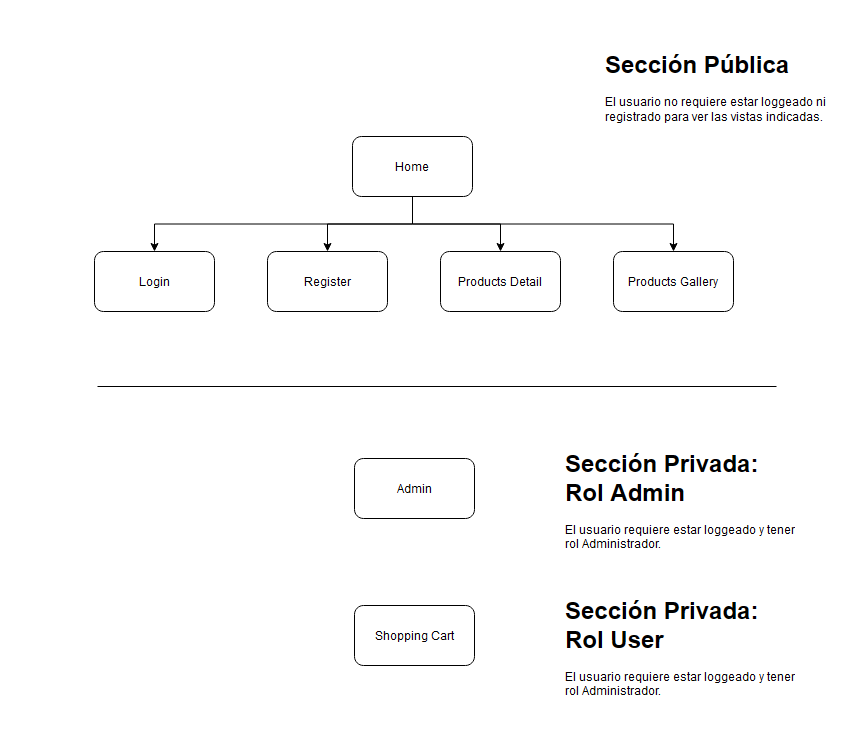 Sección Pública
El usuario no requiere estar loggeado ni
registrado para ver las vistas indicadas.
Home
Login
Register
Products Detail
Products Gallery
Admin
Sección Privada:
Rol Admin
El usuario requiere estar loggeado y tener
rol Administrador.
Shopping Cart
Sección Privada:
Rol User
El usuario requiere estar loggeado y tener
rol Administrador.